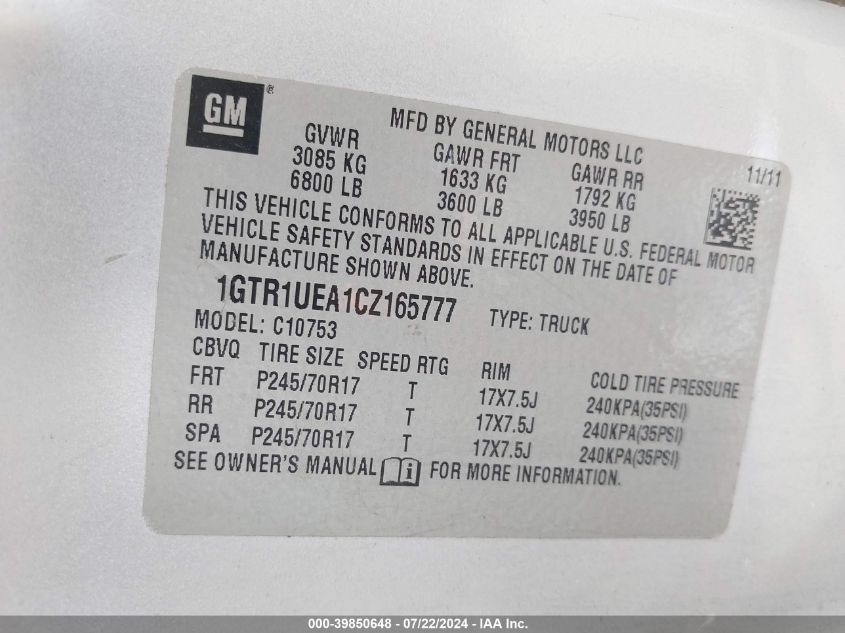 GM®
MFD BY GENERAL MOTORS LLC
GVWR GAWR FRT GAWR RR 11/11
3085 KG 1633 KG 1792 KG
6800 LB 3600 LB 3950 LB
THIS VEHICLE CONFORMS TO ALL APPLICABLE U.S. FEDERAL MOTOR
VEHICLE SAFETY STANDARDS IN EFFECT ON THE DATE OF
MANUFACTURE SHOWN ABOVE.
1GTR1UEA1CZ165777 TYPE: TRUCK
MODEL: C10753
CBVQ TIRE SIZE SPEED RTG RIM COLD TIRE PRESSURE
FRT P245/70R17 T 17X7.5J 240KPA(35PSI)
RR P245/70R17 T 17X7.5J 240KPA(35PSI)
SPA P245/70R17 T 17X7.5J 240KPA(35PSI)
SEE OWNER'S MANUAL i FOR MORE INFORMATION.
000-39850648 - 07/22/2024 - IAA Inc.